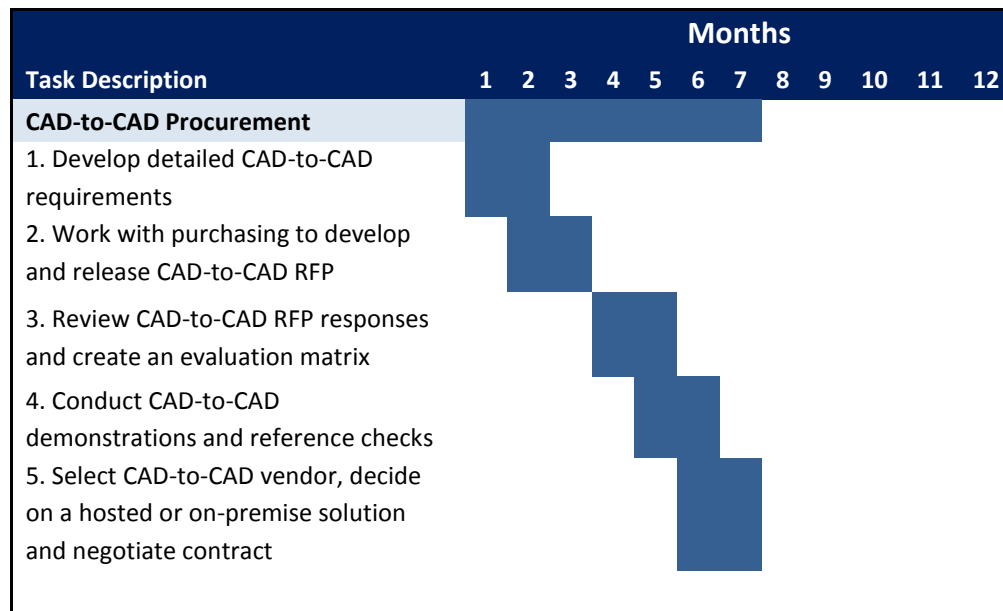 Months
Task Description 1 2 3 4 5 6 7 8 9 10 11 12
CAD-to-CAD Procurement
1. Develop detailed CAD-to-CAD
requirements
2. Work with purchasing to develop
and release CAD-to-CAD RFP
3. Review CAD-to-CAD RFP responses
and create an evaluation matrix
4. Conduct CAD-to-CAD
demonstrations and reference checks
5. Select CAD-to-CAD vendor, decide
on a hosted or on-premise solution
and negotiate contract